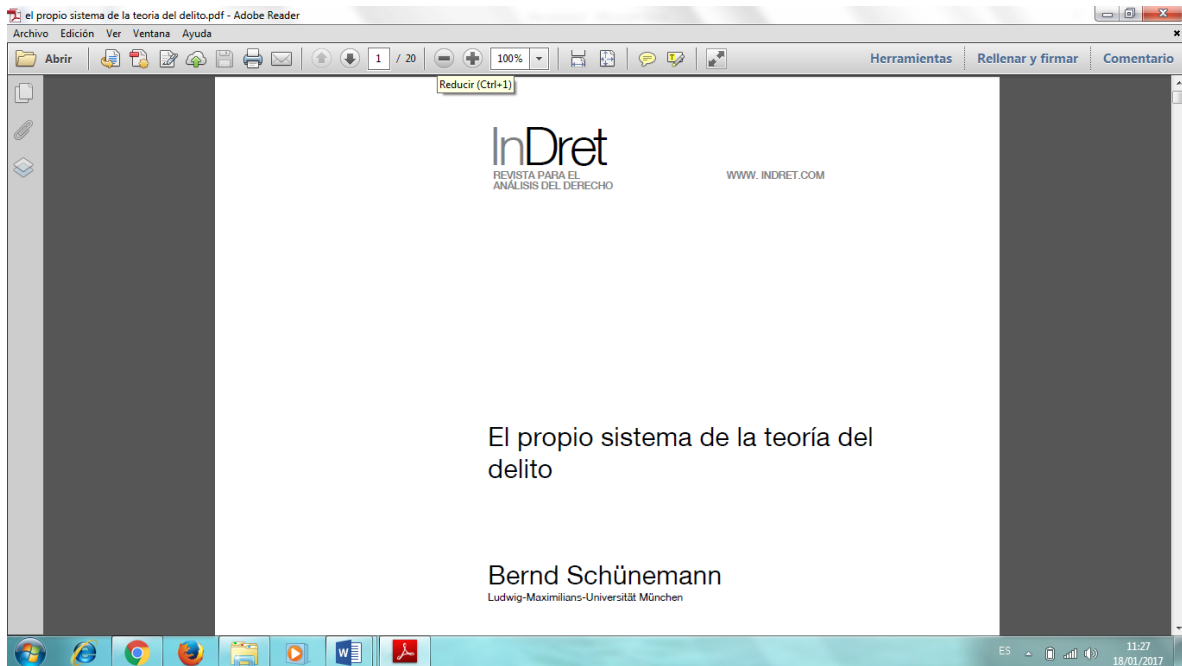 el propio sistema de la teoria del delito.pdf - Adobe Reader
Archivo Edición Ver Ventana Ayuda
Abrir 1 / 20 100% Herramientas Rellenar y firmar Comentario
Reducir (Ctrl+1)
InDret
REVISTA PARA EL
ANÁLISIS DEL DERECHO
WWW. INDRET.COM
El propio sistema de la teoría del
delito
Bernd Schünemann
Ludwig-Maximilians-Universität München
ES 11:27
18/01/2017